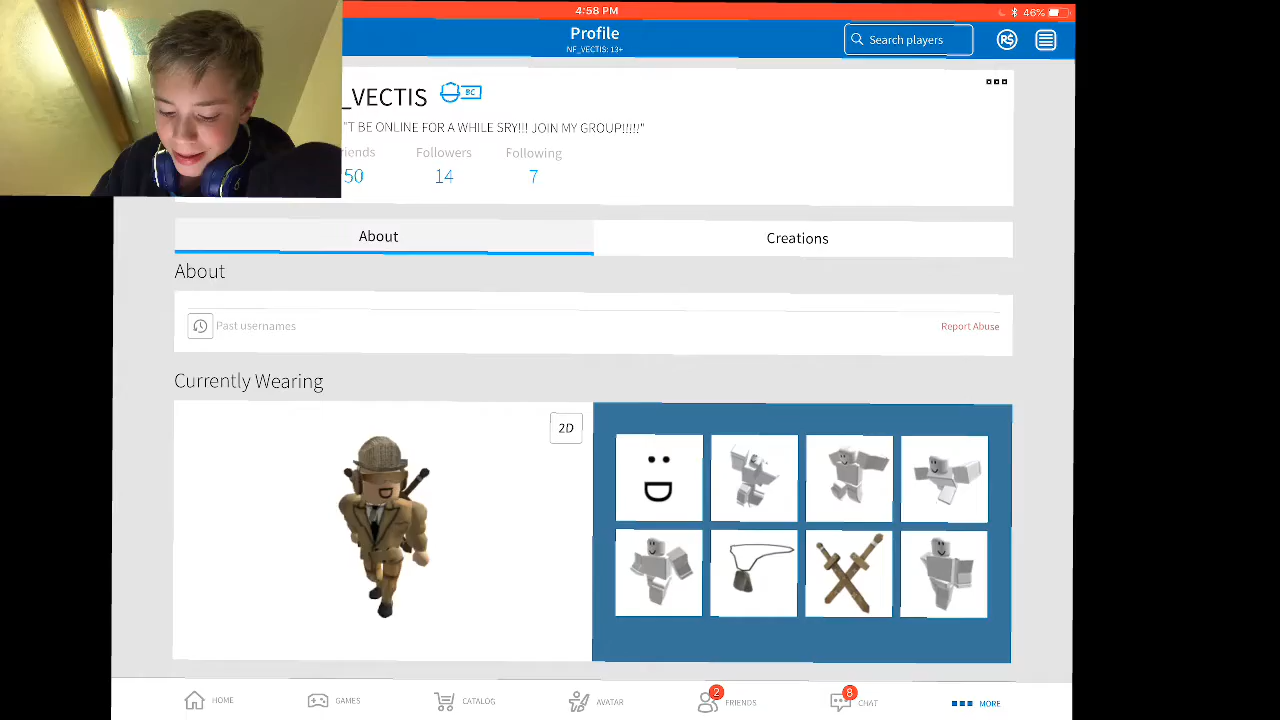 4:58 PM
46%
Profile
NF_VECTIS: 13+
Search players
R$
_VECTIS
BC
"T BE ONLINE FOR A WHILE SRY!!! JOIN MY GROUP!!!!!"
riends
Followers
Following
50
14
7
About
Creations
About
Past usernames
Report Abuse
Currently Wearing
2D
HOME
GAMES
CATALOG
AVATAR
2
FRIENDS
8
CHAT
MORE